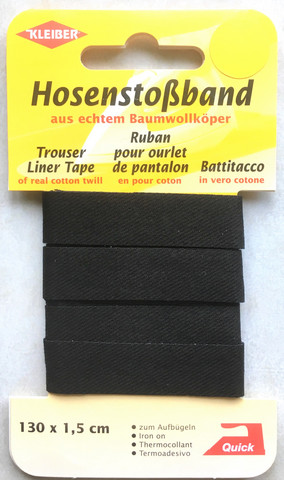 KLEIBER
Hosenstoßband
aus echtem Baumwollköper
Trouser
Liner Tape
of real cotton twill
Ruban
pour ourlet
de pantalon
en pour coton
Battitacco
in vero cotone
130 x 1,5 cm
• zum Aufbügeln
• Iron on
• Thermocollant
• Termoadesivo
Quick